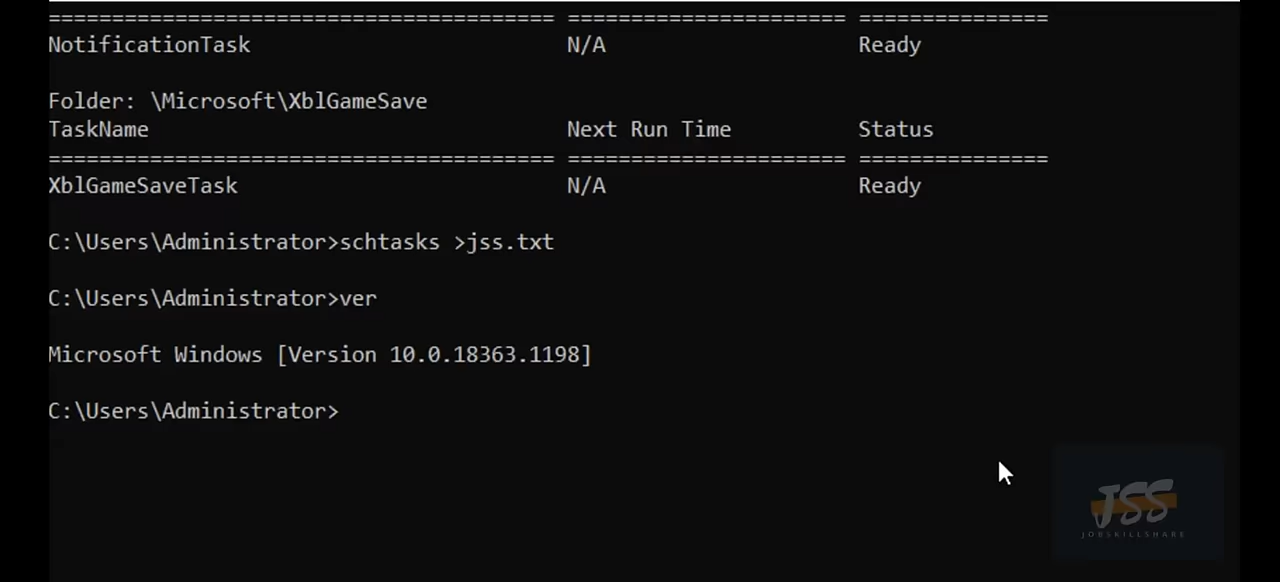 ======================================== ====================== ===============
NotificationTask                         N/A                    Ready
Folder: \Microsoft\XblGameSave
TaskName                                 Next Run Time          Status
======================================== ====================== ===============
XblGameSaveTask                          N/A                    Ready
C:\Users\Administrator>schtasks >jss.txt
C:\Users\Administrator>ver
Microsoft Windows [Version 10.0.18363.1198]
C:\Users\Administrator>
JSS
JOBSKILLSHARE